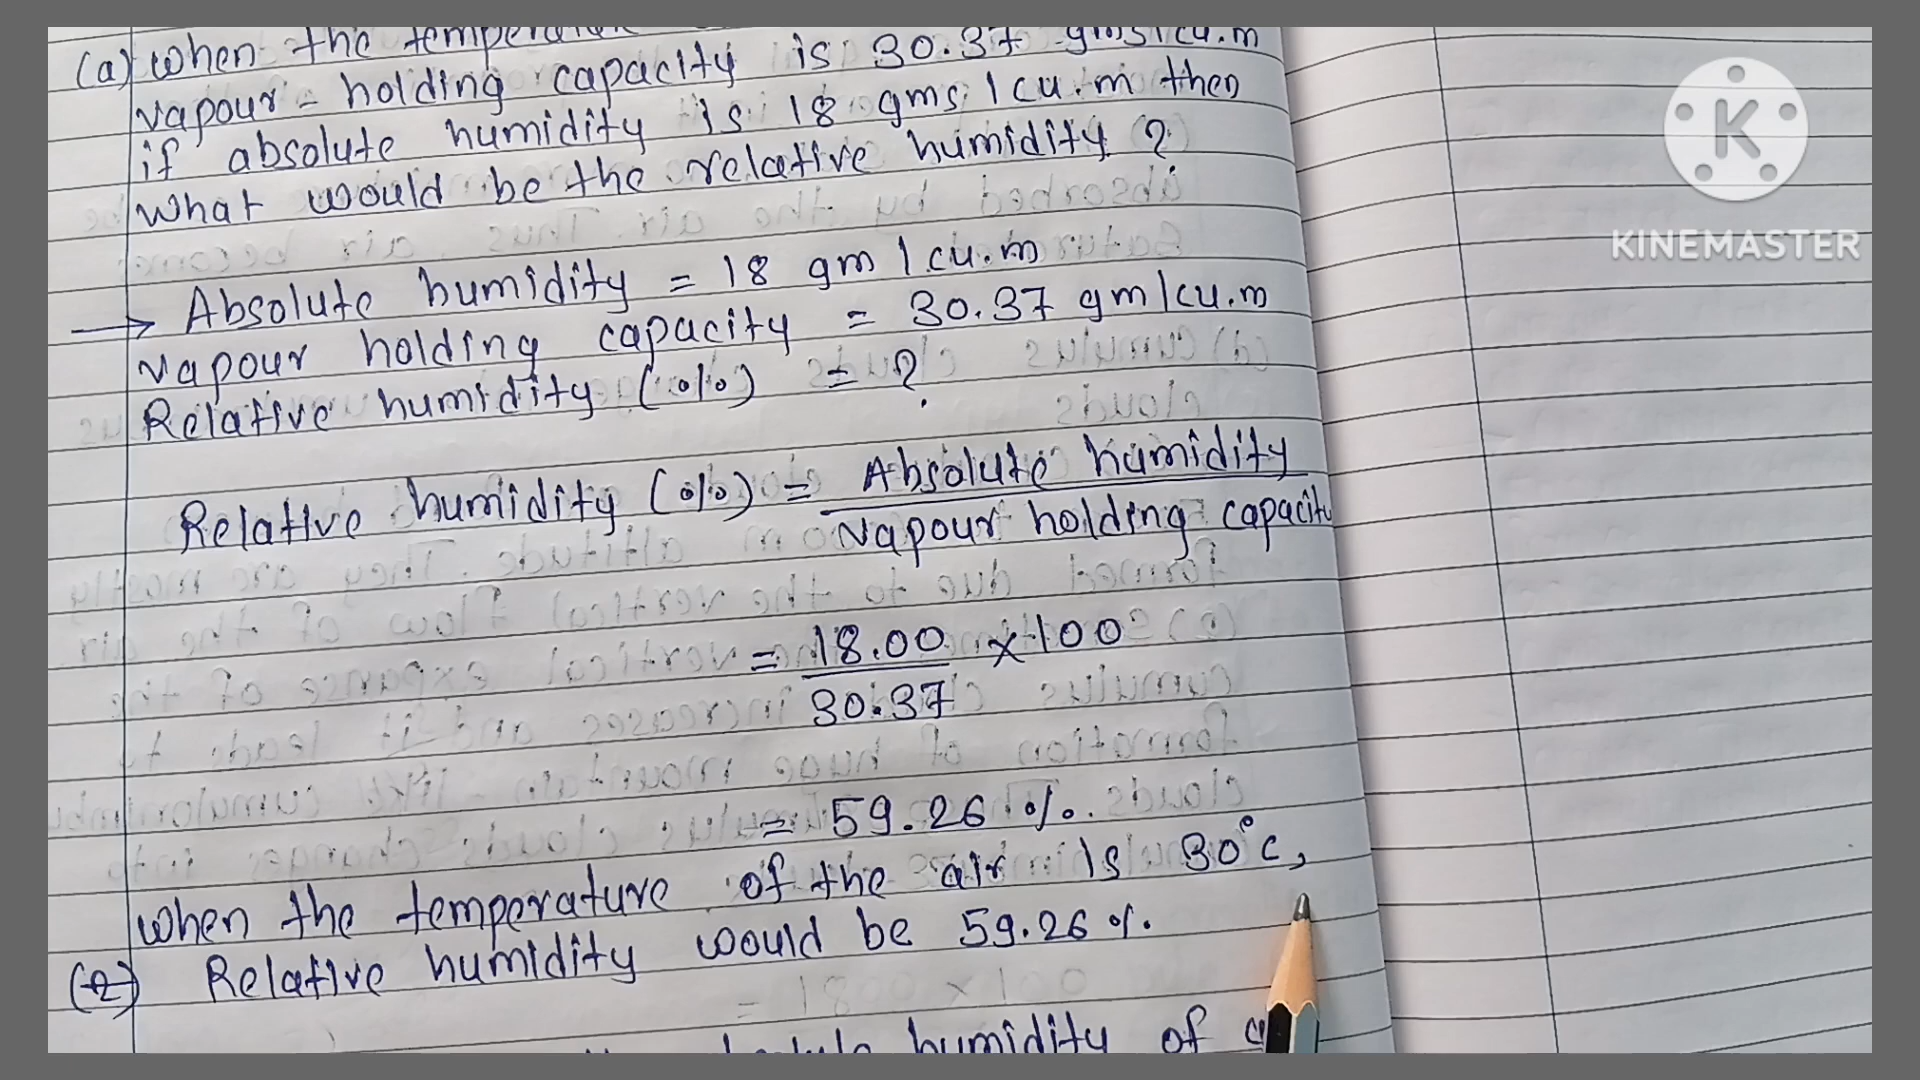 (a) when the temperature
vapour - holding capacity is 30.37 gms/cu.m
if absolute humidity is 18 gms/cu.m then
what would be the relative humidity?
→ Absolute humidity = 18 gm/cu.m
vapour holding capacity = 30.37 gm/cu.m
Relative humidity (%) = ?
Relative humidity (%) = Absolute humidity
vapour holding capacity
= 18.00 × 100
30.37
= 59.26 %.
when the temperature of the air is 30°c,
(2) Relative humidity would be 59.26 %.
humidity of
K
KINEMASTER